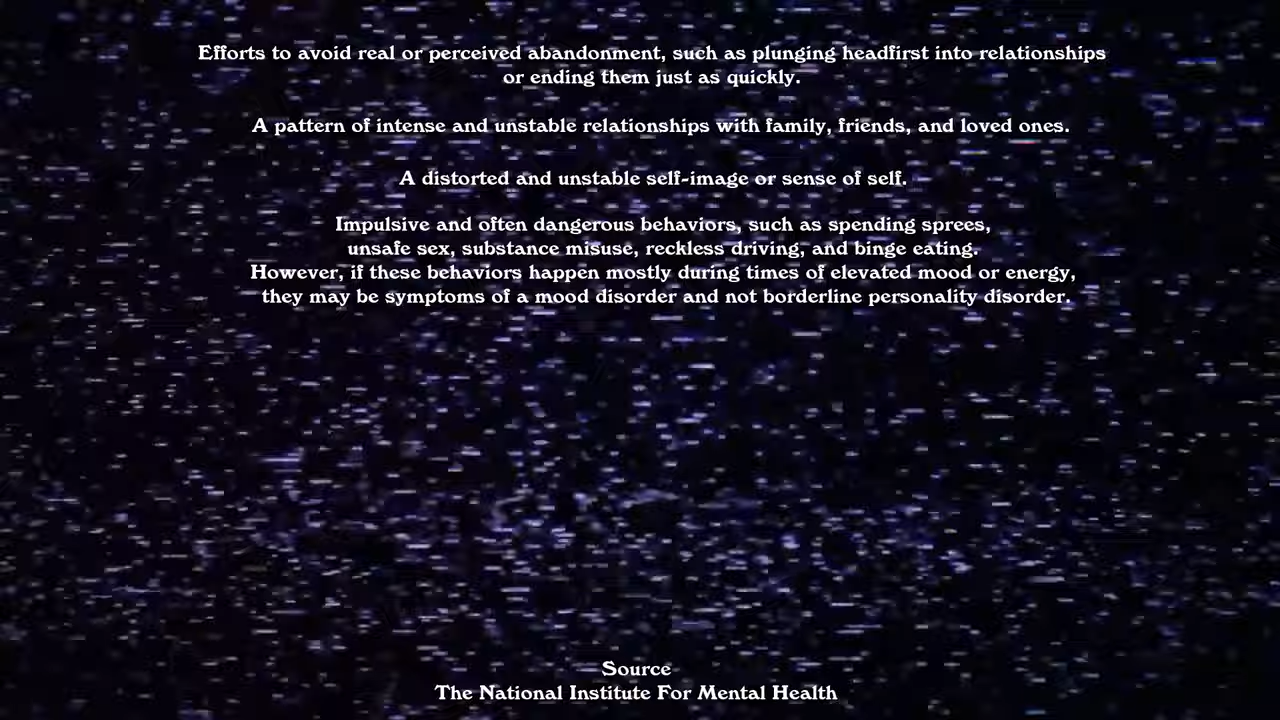 Efforts to avoid real or perceived abandonment, such as plunging headfirst into relationships
or ending them just as quickly.
A pattern of intense and unstable relationships with family, friends, and loved ones.
A distorted and unstable self-image or sense of self.
Impulsive and often dangerous behaviors, such as spending sprees,
unsafe sex, substance misuse, reckless driving, and binge eating.
However, if these behaviors happen mostly during times of elevated mood or energy,
they may be symptoms of a mood disorder and not borderline personality disorder.
Source
The National Institute For Mental Health